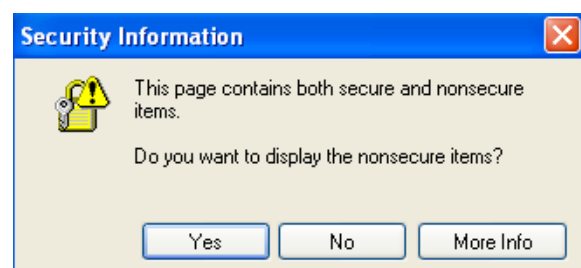 Security Information
This page contains both secure and nonsecure
items.
Do you want to display the nonsecure items?
Yes
No
More Info